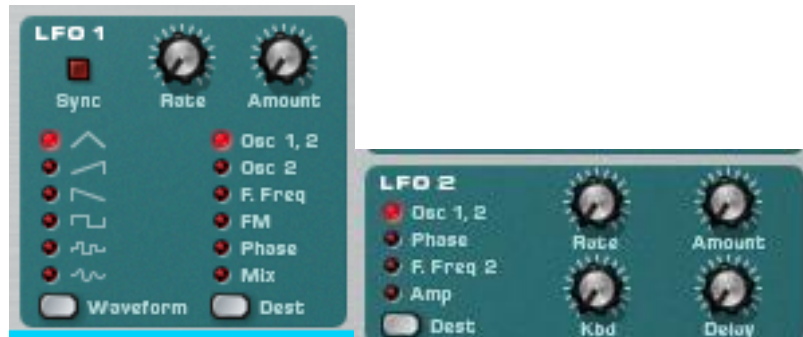 LFO 1
Sync Rate Amount
Osc 1, 2
Osc 2
F. Freq
FM
Phase
Mix
Waveform Dest
LFO 2
Osc 1, 2
Phase
F. Freq 2
Amp
Dest
Rate Amount
Kbd Delay